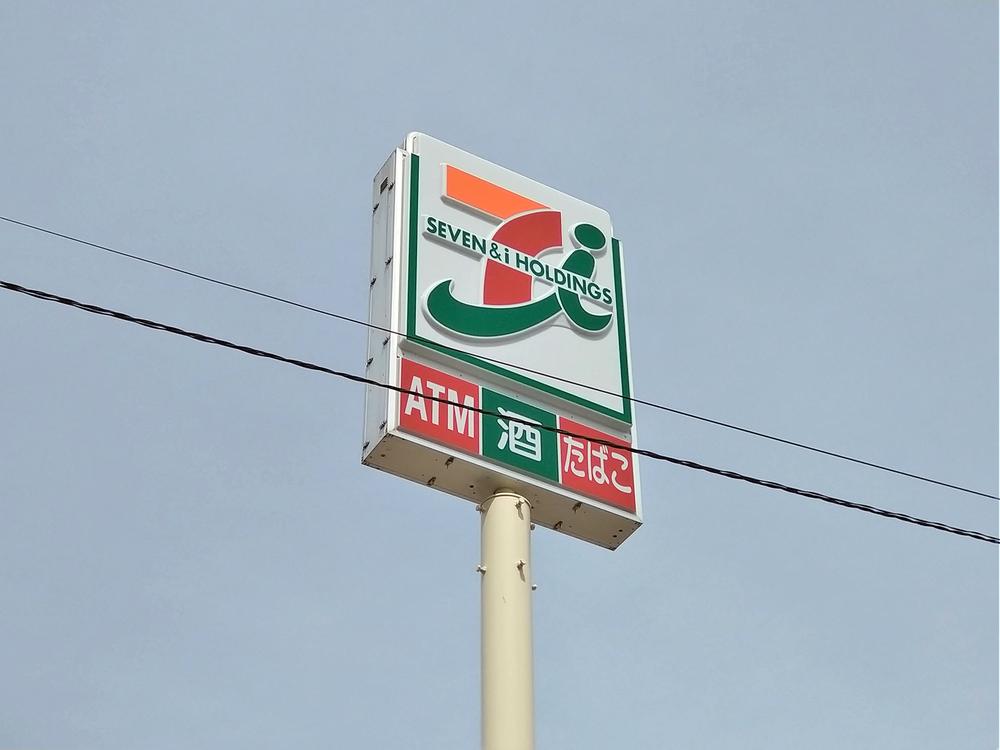 SEVEN & i HOLDINGS
ATM 酒 たばこ